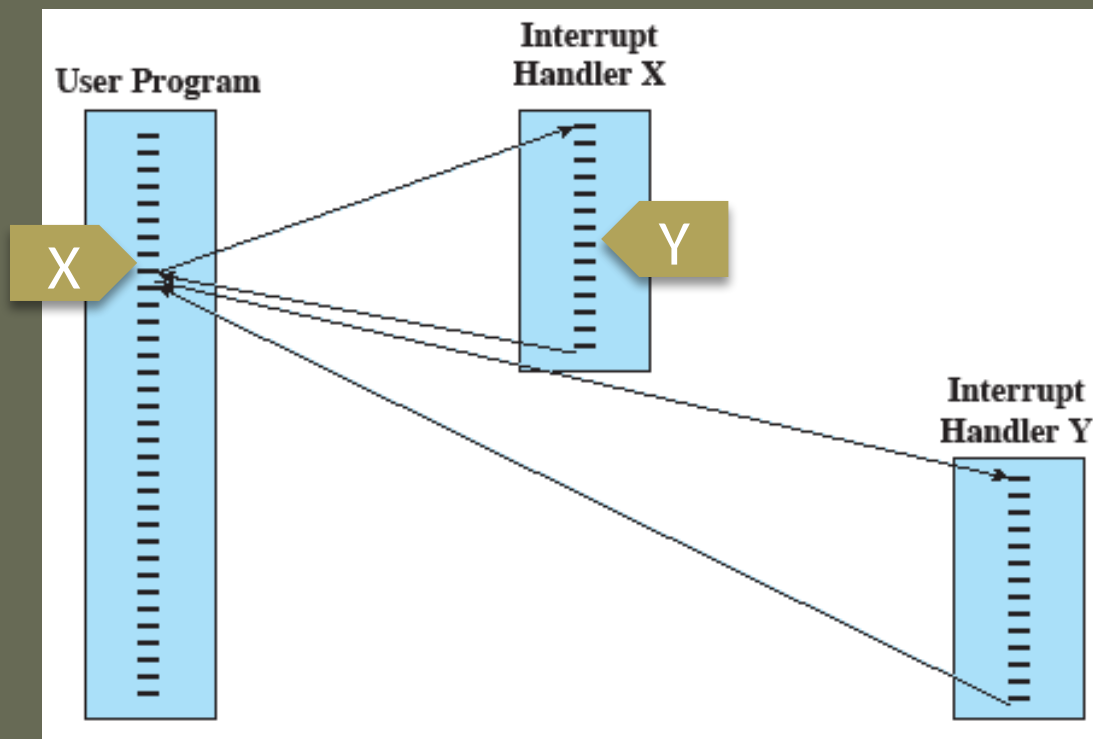 User Program
Interrupt
Handler X
X
Y
Interrupt
Handler Y